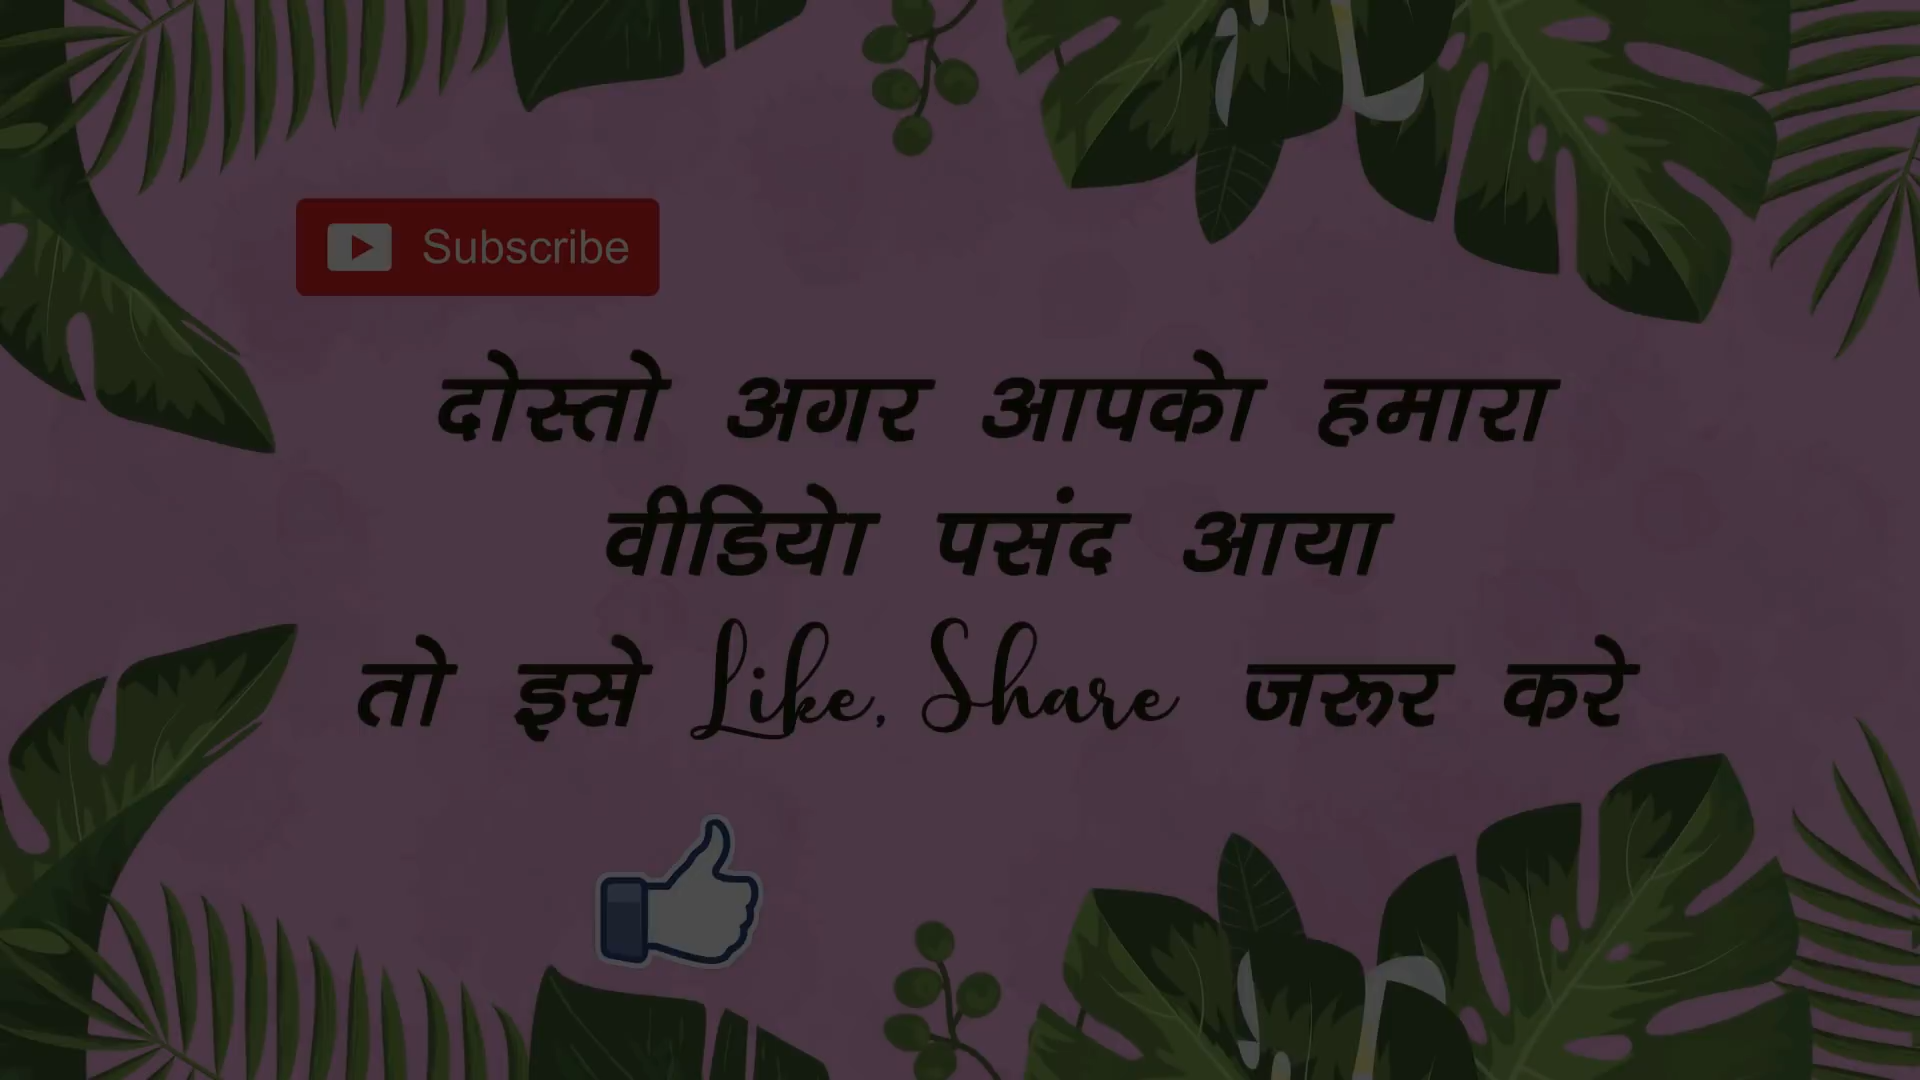 Subscribe
दोस्तो अगर आपको हमारा
वीडियो पसंद आया
तो इसे Like, Share जरूर करे